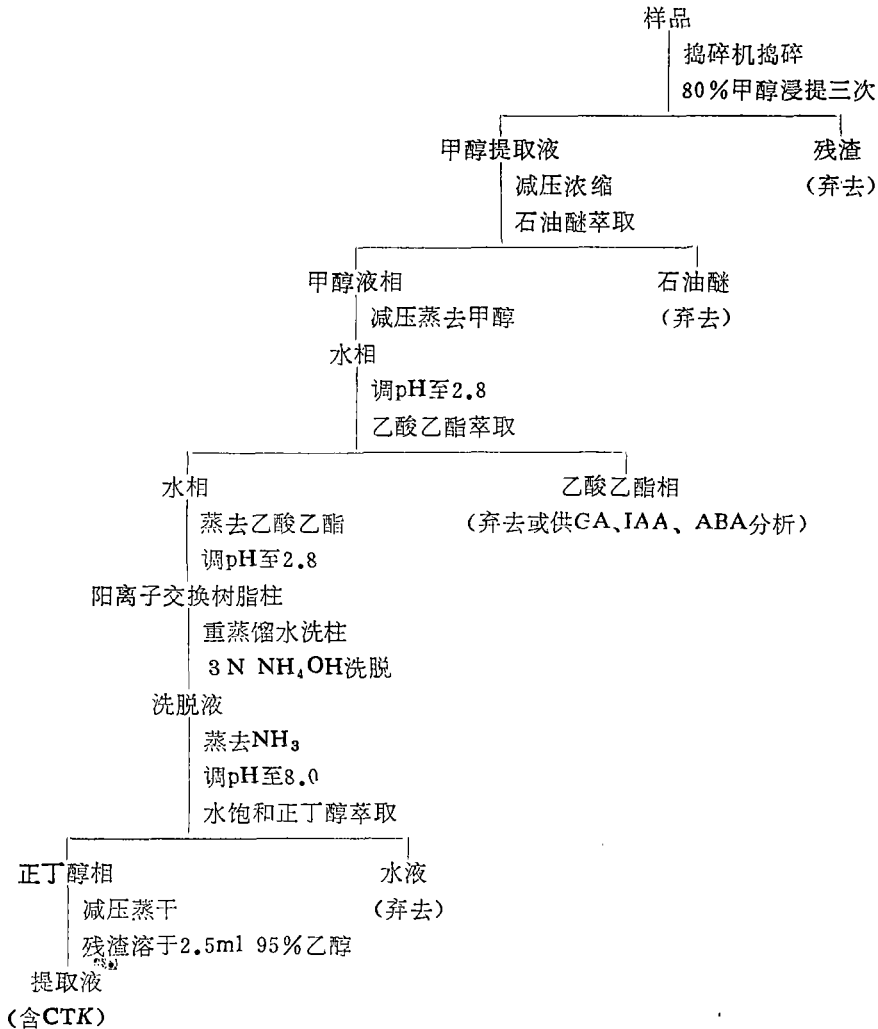 样品
捣碎机捣碎
80%甲醇浸提三次
甲醇提取液 残渣
减压浓缩 (弃去)
石油醚萃取
甲醇液相 石油醚
减压蒸去甲醇 (弃去)
水相
调pH至2.8
乙酸乙酯萃取
水相 乙酸乙酯相
蒸去乙酸乙酯 (弃去或供GA、IAA、ABA分析)
调pH至2.8
阳离子交换树脂柱
重蒸馏水洗柱
3N NH₄OH洗脱
洗脱液
蒸去NH₃
调pH至8.0
水饱和正丁醇萃取
正丁醇相 水液
减压蒸干 (弃去)
残渣溶于2.5ml 95%乙醇
提取液
(含CTK)